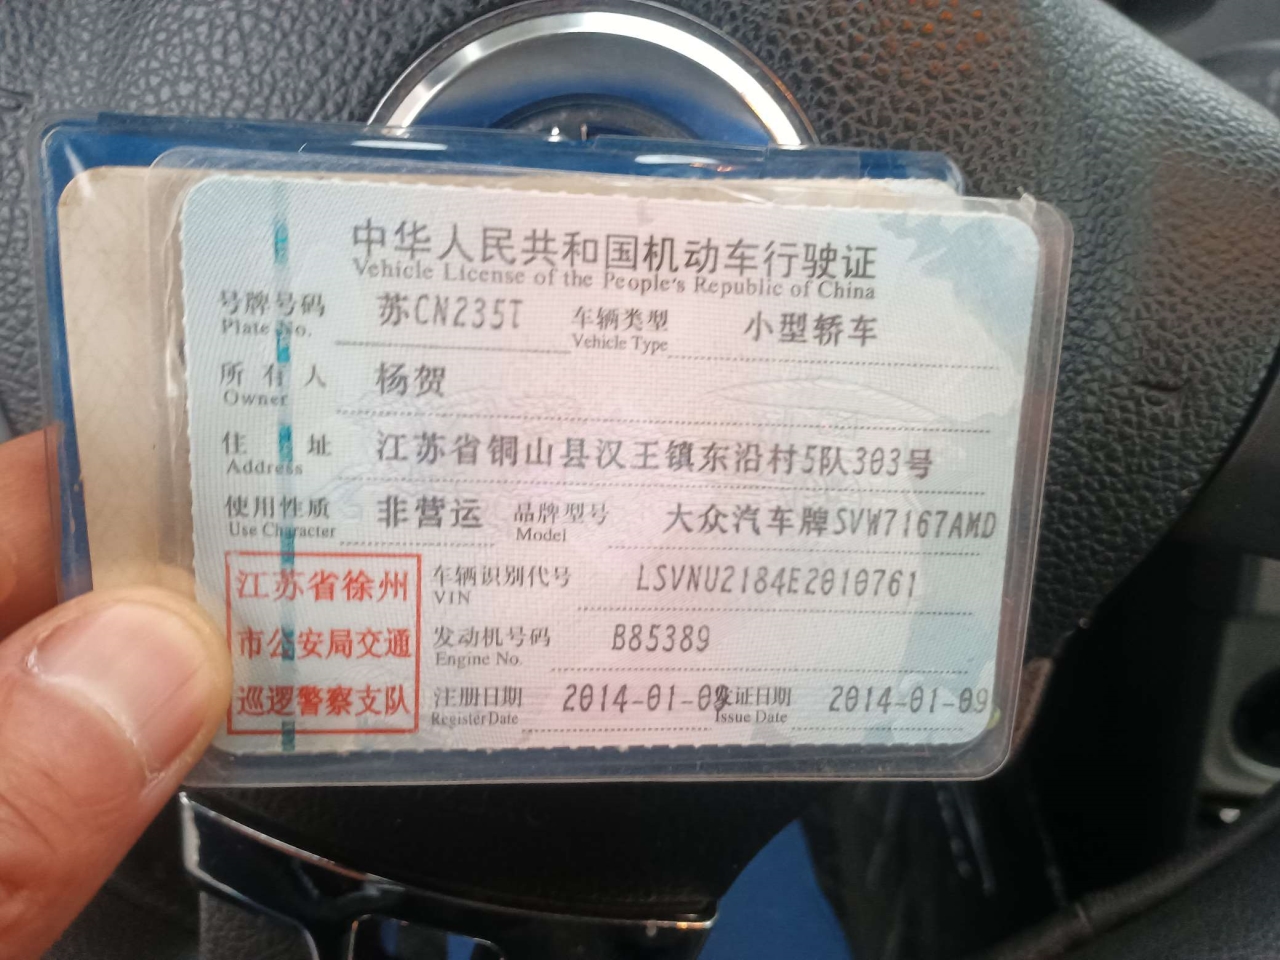 中华人民共和国机动车行驶证
Vehicle License of the People's Republic of China
号牌号码 苏CN235T 车辆类型 小型轿车
Plate No. Vehicle Type
所有人 杨贺
Owner
住址 江苏省铜山县汉王镇东沿村5队303号
Address
使用性质 非营运 品牌型号 大众汽车牌SVW7167AMD
Use Character Model
江苏省徐州
市公安局交通
巡逻警察支队
车辆识别代号 LSVNU2184E2010761
VIN
发动机号码 B85389
Engine No.
注册日期 2014-01-09 发证日期 2014-01-09
Register Date Issue Date